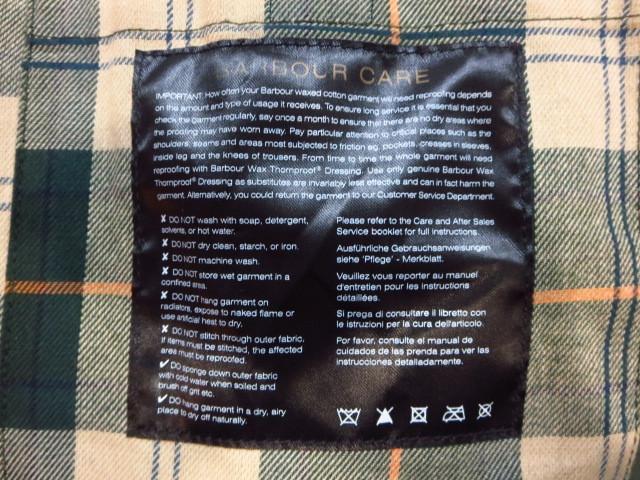 BARBOUR CARE
IMPORTANT: How often your Barbour waxed cotton garment will need reproofing depends
on the amount and type of usage it receives. To ensure long service it is essential that you
check the garment regularly, say once a month to ensure that there are no dry areas where
the proofing may have worn away. Pay particular attention to critical places such as the
shoulders, seams and areas most subjected to friction eg. pockets, creases in sleeves,
inside leg and the knees of trousers. From time to time the whole garment will need
reproofing with Barbour Wax Thornproof® Dressing. Use only genuine Barbour Wax
Thornproof® Dressing as substitutes are invariably less effective and can in fact harm the
garment. Alternatively, you could return the garment to our Customer Service Department.
✗ DO NOT wash with soap, detergent,
solvents, or hot water.
✗ DO NOT dry clean, starch, or iron.
✗ DO NOT machine wash.
✗ DO NOT store wet garment in a
confined area.
✗ DO NOT hang garment on
radiators, expose to naked flame or
use artificial heat to dry.
✗ DO NOT stitch through outer fabric.
If items must be stitched, the affected
area must be reproofed.
✓ DO sponge down outer fabric
with cold water when soiled and
brush off grit etc.
✓ DO hang garment in a dry, airy
place to dry off naturally.
Please refer to the Care and After Sales
Service booklet for full instructions.
Ausführliche Gebrauchsanweisungen
siehe 'Pflege' - Merkblatt.
Veuillez vous reporter au manuel
d'entretien pour les instructions
détaillées.
Si prega di consultare il libretto con
le istruzioni per la cura dell'articolo.
Por favor, consulte el manual de
cuidados de las prenda para ver las
instrucciones detalladamente.